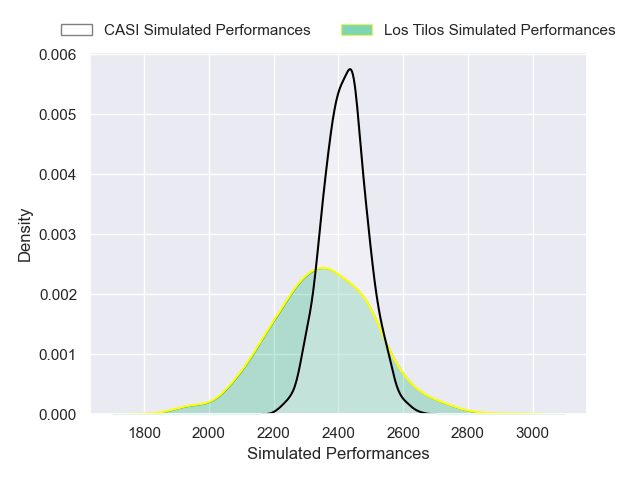 CASI Simulated Performances Los Tilos Simulated Performances
0.006
0.005
0.004
0.003
0.002
0.001
0.000
Density
1800 2000 2200 2400 2600 2800 3000
Simulated Performances